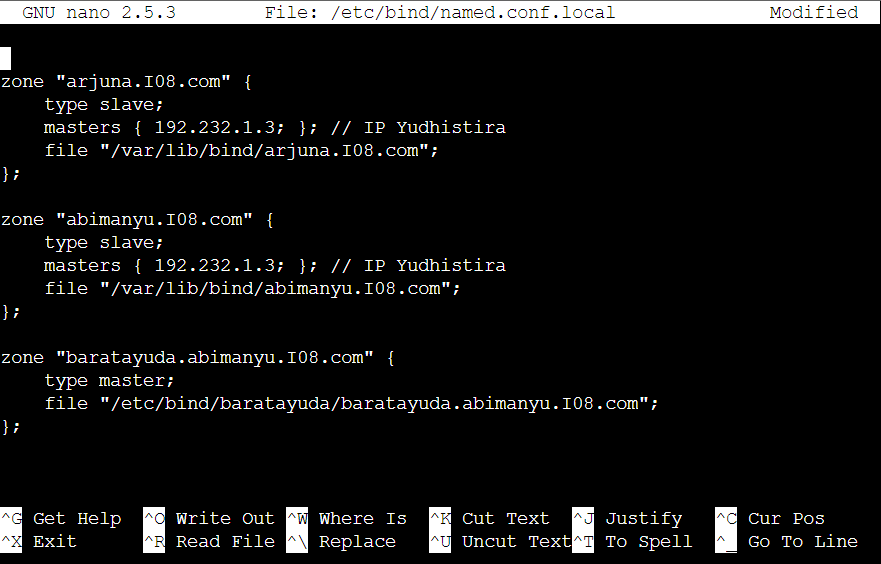 GNU nano 2.5.3 File: /etc/bind/named.conf.local Modified
zone "arjuna.I08.com" {
    type slave;
    masters { 192.232.1.3; }; // IP Yudhistira
    file "/var/lib/bind/arjuna.I08.com";
};
zone "abimanyu.I08.com" {
    type slave;
    masters { 192.232.1.3; }; // IP Yudhistira
    file "/var/lib/bind/abimanyu.I08.com";
};
zone "baratayuda.abimanyu.I08.com" {
    type master;
    file "/etc/bind/baratayuda/baratayuda.abimanyu.I08.com";
};
^G Get Help ^O Write Out ^W Where Is ^K Cut Text ^J Justify ^C Cur Pos
^X Exit ^R Read File ^\ Replace ^U Uncut Text ^T To Spell ^_ Go To Line